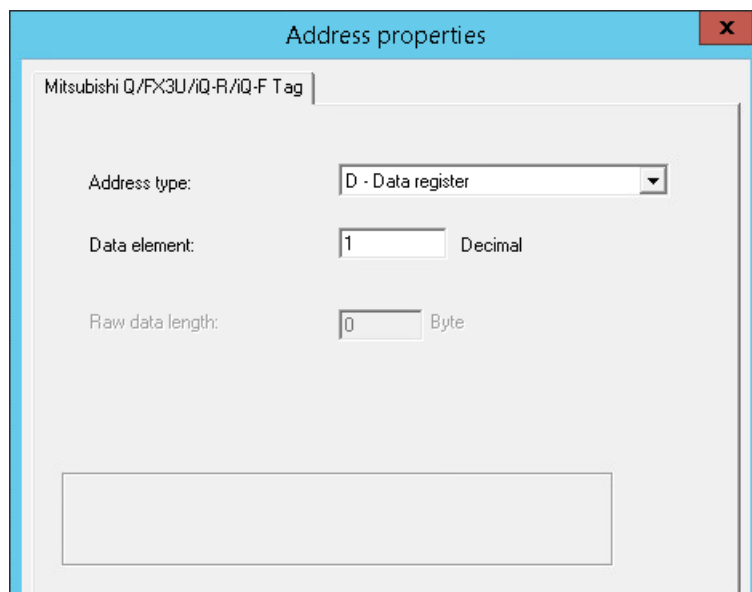 Address properties
x
Mitsubishi Q/FX3U/iQ-R/iQ-F Tag
Address type: D - Data register
Data element: 1 Decimal
Raw data length: 0 Byte